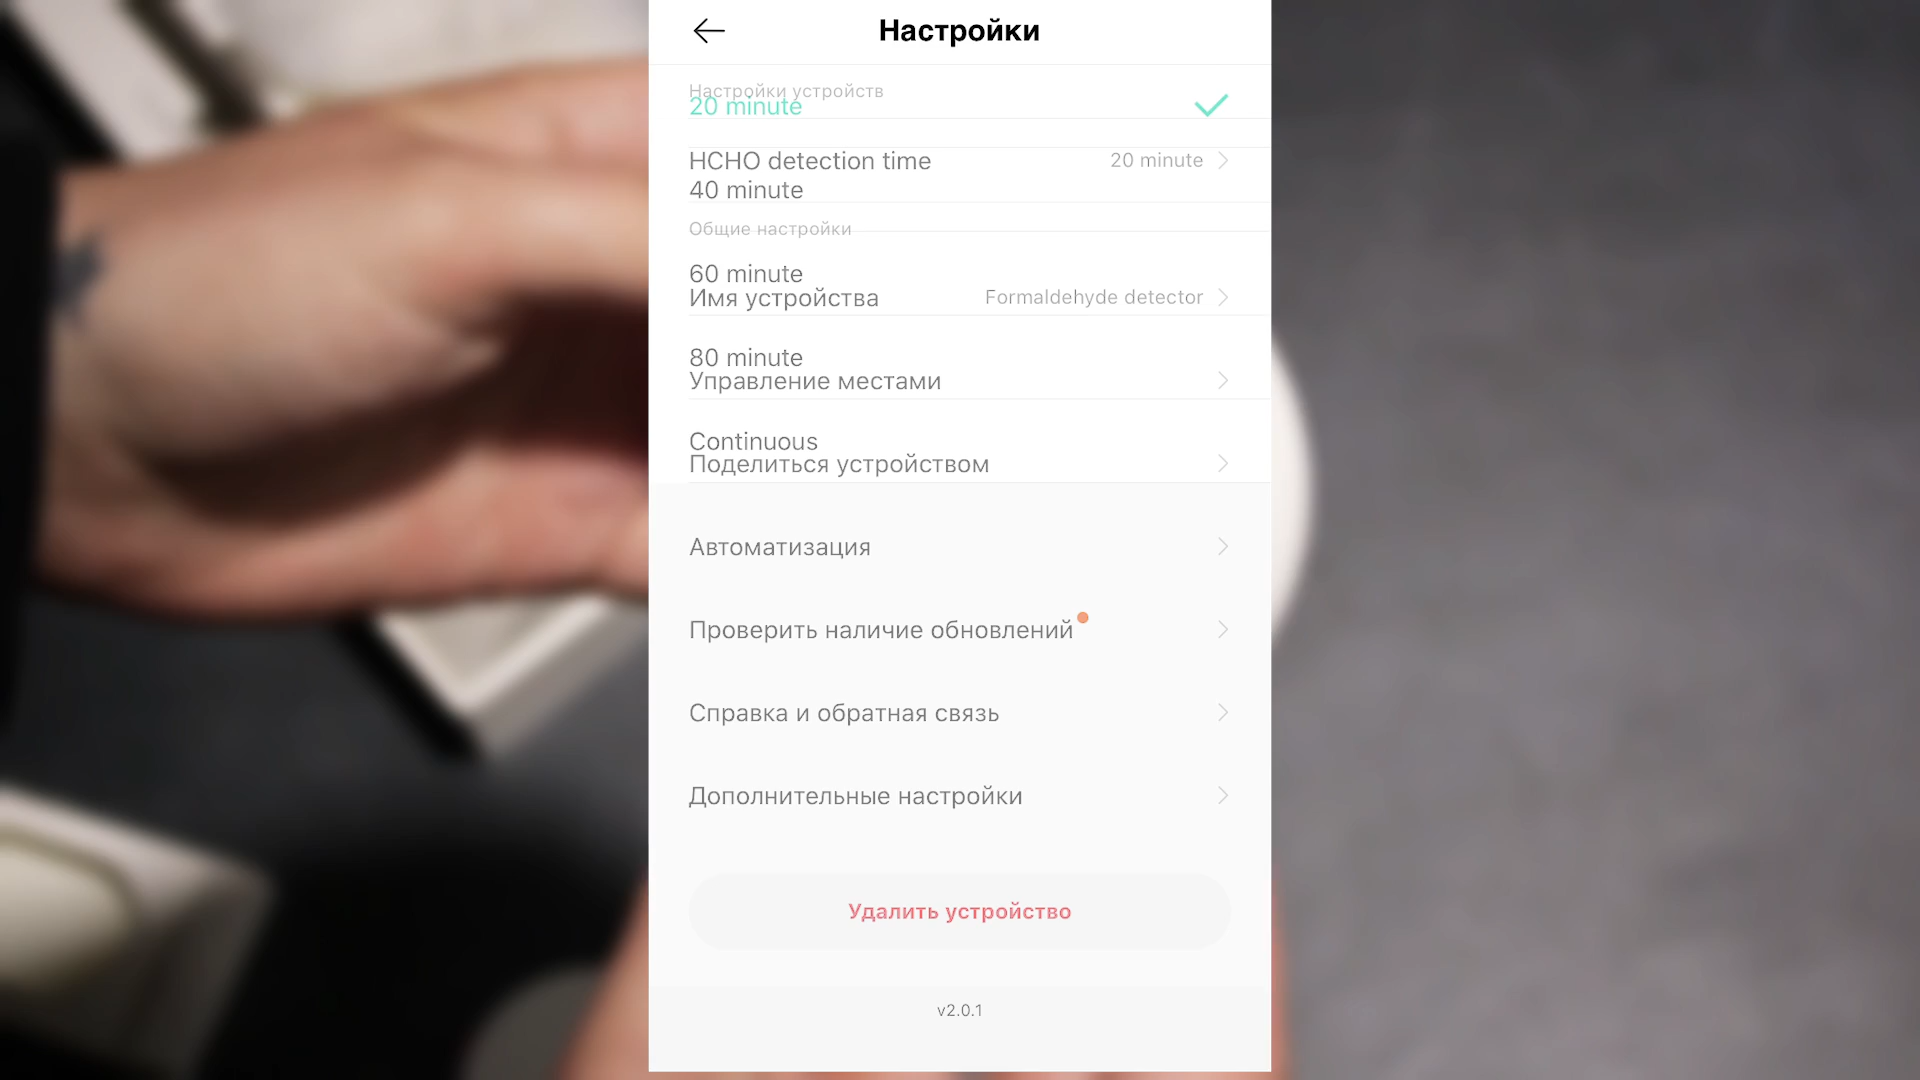 Настройки
Настройки устройств
20 minute
HCHO detection time 20 minute
40 minute
Общие настройки
60 minute
Имя устройства Formaldehyde detector
80 minute
Управление местами
Continuous
Поделиться устройством
Автоматизация
Проверить наличие обновлений
Справка и обратная связь
Дополнительные настройки
Удалить устройство
v2.0.1